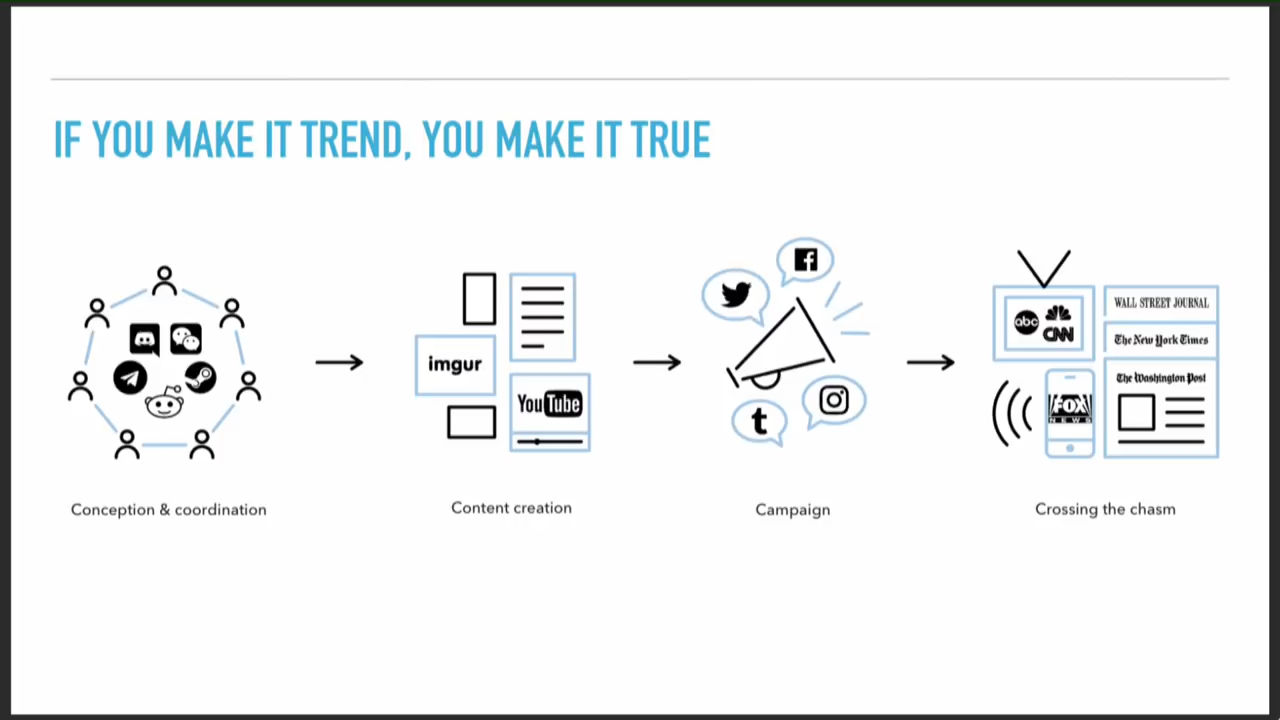 IF YOU MAKE IT TREND, YOU MAKE IT TRUE
Conception & coordination
imgur
YouTube
Content creation
t
Campaign
abc
CNN
FOX
NEWS
WALL STREET JOURNAL
The New York Times
The Washington Post
Crossing the chasm